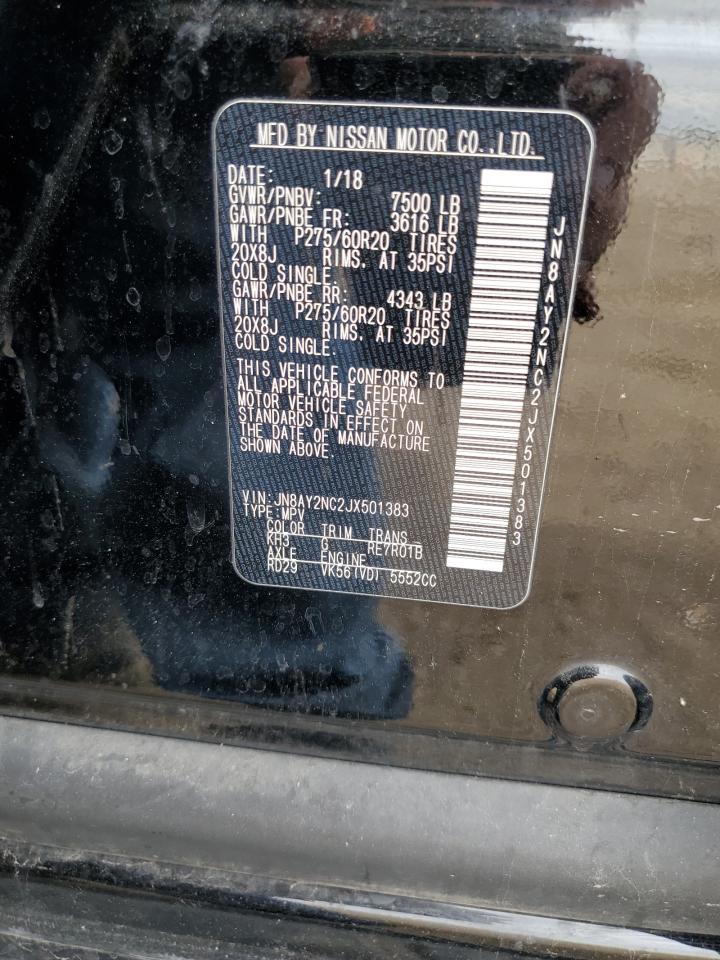 MFD BY NISSAN MOTOR CO.,LTD.
DATE: 1/18
GVWR/PNBV: 7500 LB
GAWR/PNBE FR: 3616 LB
WITH P275/60R20 TIRES
20X8J RIMS. AT 35PSI
COLD SINGLE.
GAWR/PNBE RR: 4343 LB
WITH P275/60R20 TIRES
20X8J RIMS. AT 35PSI
COLD SINGLE.
THIS VEHICLE CONFORMS TO
ALL APPLICABLE FEDERAL
MOTOR VEHICLE SAFETY
STANDARDS IN EFFECT ON
THE DATE OF MANUFACTURE
SHOWN ABOVE.
VIN: JN8AY2NC2JX501383
TYPE: MPV
COLOR TRIM TRANS
KH3 G RE7R01B
AXLE ENGINE
RD29 VK56(VD) 5552CC
JN8AY2NC2JX501383